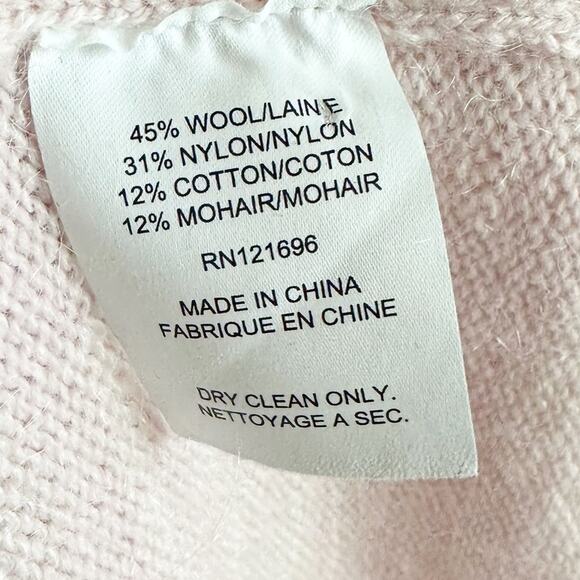 45% WOOL/LAINE
31% NYLON/NYLON
12% COTTON/COTON
12% MOHAIR/MOHAIR
RN121696
MADE IN CHINA
FABRIQUE EN CHINE
DRY CLEAN ONLY.
NETTOYAGE A SEC.